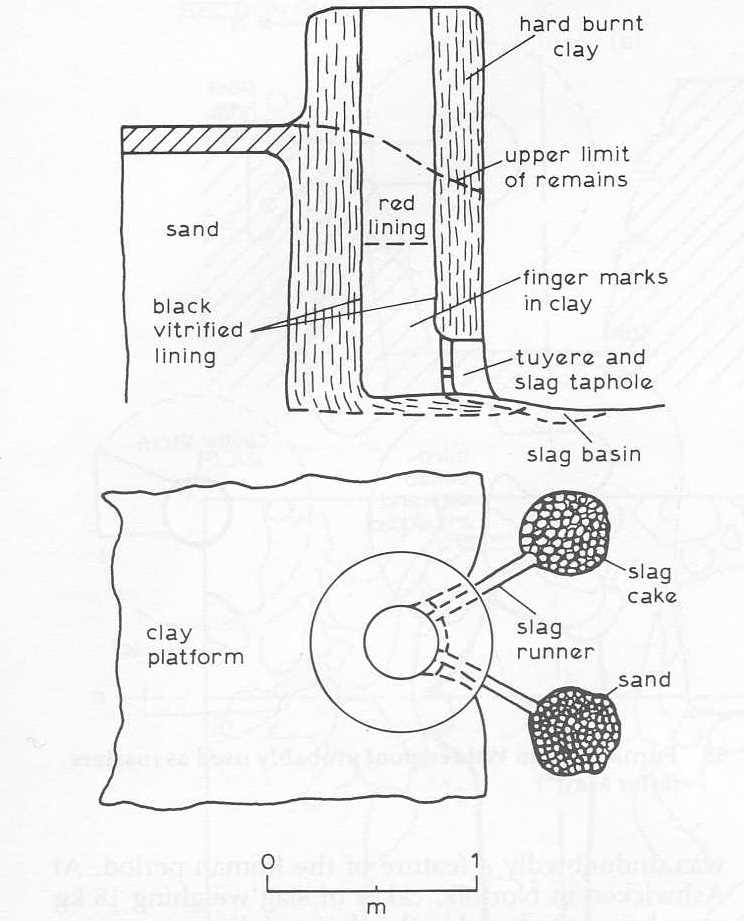 hard burnt
clay
upper limit
of remains
red
lining
sand
finger marks
in clay
black
vitrified
lining
tuyere and
slag taphole
slag basin
slag
cake
slag
runner
clay
platform
sand
0 1
m